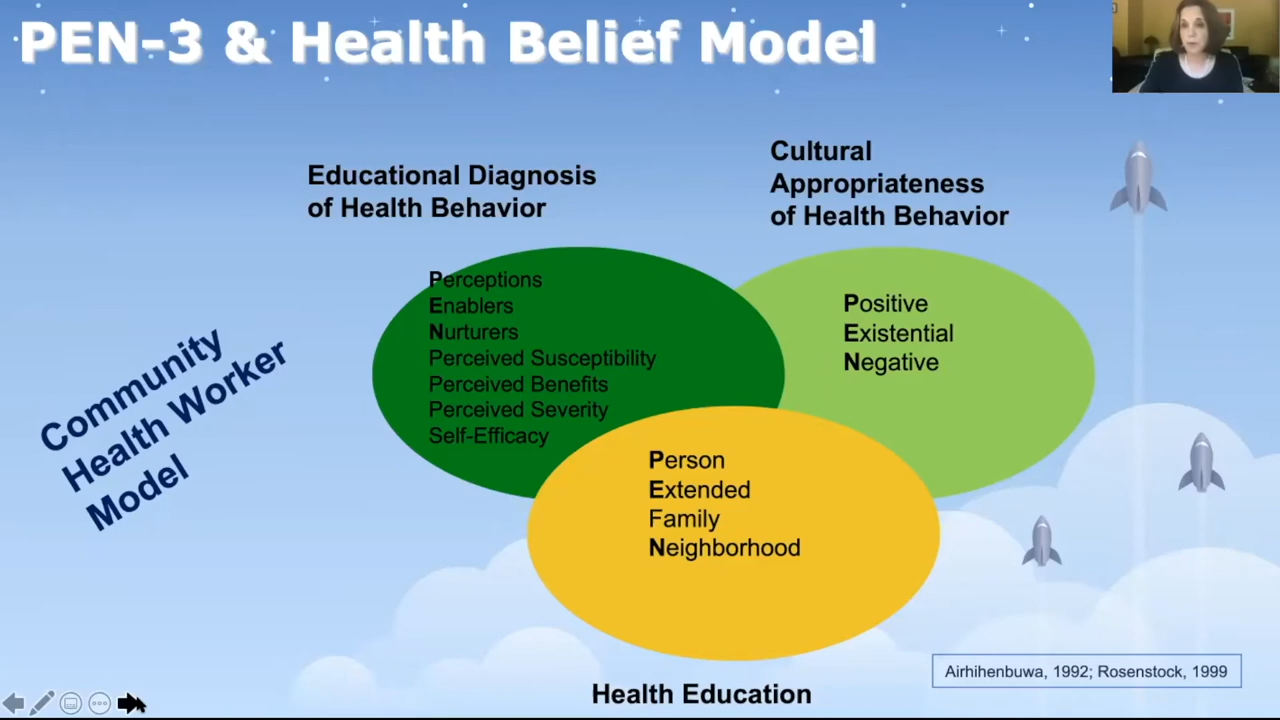 PEN-3 & Health Belief Model
Educational Diagnosis
of Health Behavior
Cultural
Appropriateness
of Health Behavior
Perceptions
Enablers
Nurturers
Perceived Susceptibility
Perceived Benefits
Perceived Severity
Self-Efficacy
Positive
Existential
Negative
Community
Health Worker
Model
Person
Extended
Family
Neighborhood
Airhihenbuwa, 1992; Rosenstock, 1999
Health Education